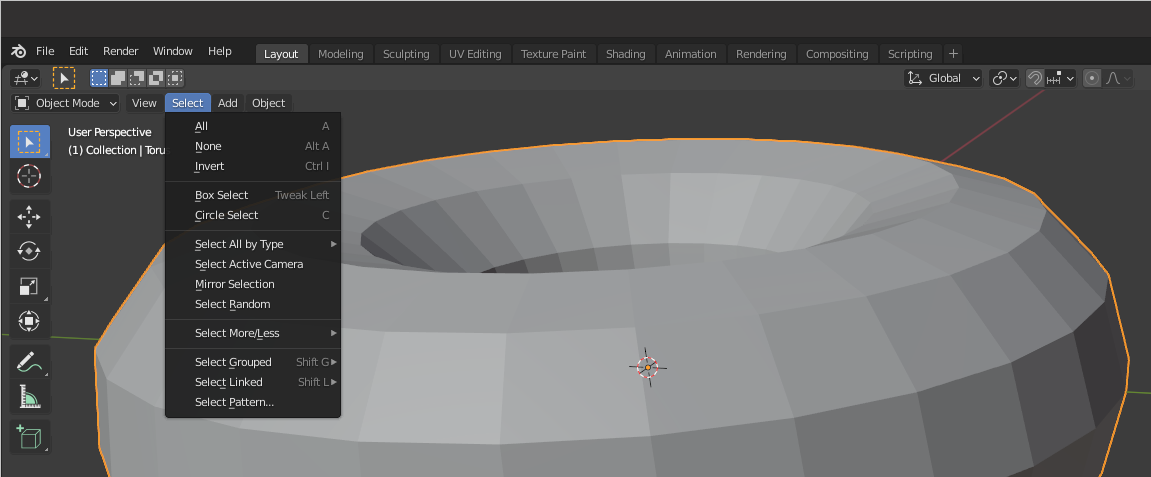 File Edit Render Window Help Layout Modeling Sculpting UV Editing Texture Paint Shading Animation Rendering Compositing Scripting +
Global
Object Mode View Select Add Object
User Perspective
(1) Collection | Toru
All A
None Alt A
Invert Ctrl I
Box Select Tweak Left
Circle Select C
Select All by Type
Select Active Camera
Mirror Selection
Select Random
Select More/Less
Select Grouped Shift G
Select Linked Shift L
Select Pattern...